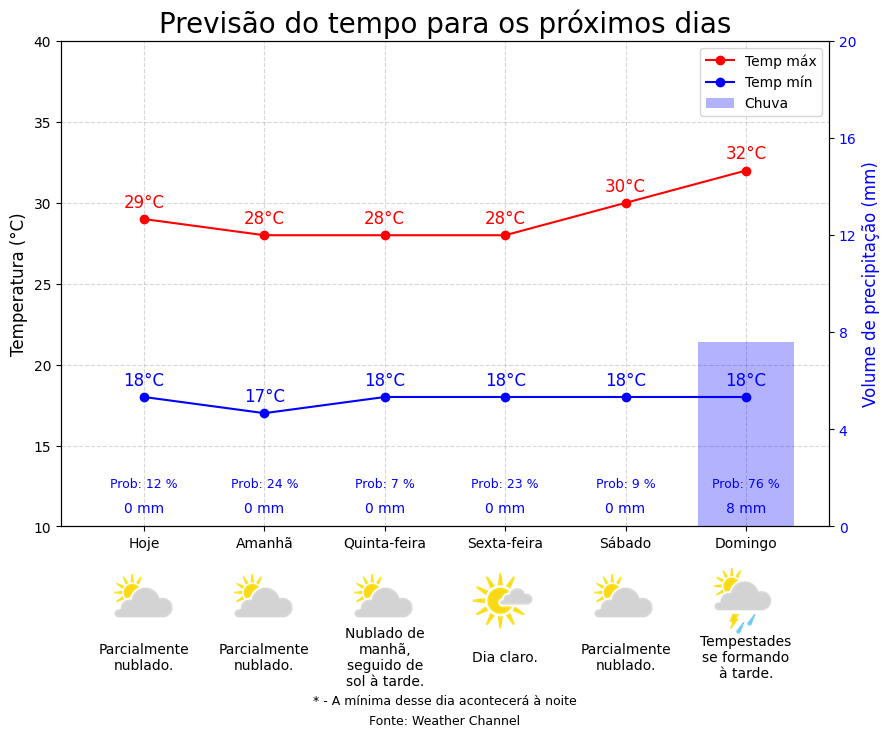 Previsão do tempo para os próximos dias
Temperatura (°C)
40
35
30
25
20
15
10
Volume de precipitação (mm)
20
16
12
8
4
0
Temp máx
Temp mín
Chuva
29°C 28°C 28°C 28°C 30°C 32°C
18°C 17°C 18°C 18°C 18°C 18°C
Prob: 12 % Prob: 24 % Prob: 7 % Prob: 23 % Prob: 9 % Prob: 76 %
0 mm 0 mm 0 mm 0 mm 0 mm 8 mm
Hoje Amanhã Quinta-feira Sexta-feira Sábado Domingo
Parcialmente
nublado.
Parcialmente
nublado.
Nublado de
manhã,
seguido de
sol à tarde.
Dia claro.
Parcialmente
nublado.
Tempestades
se formando
à tarde.
* - A mínima desse dia acontecerá à noite
Fonte: Weather Channel